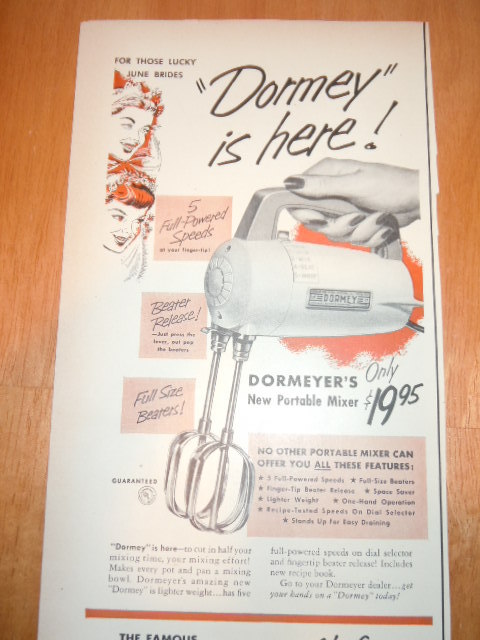 FOR THOSE LUCKY
JUNE BRIDES
"Dormey"
is here!
5
Full-Powered
Speeds
at your finger-tip!
DORMEY
Beater
Release!
—Just press the
lever, out pop
the beaters
Full Size
Beaters!
DORMEYER'S
New Portable Mixer
Only
$19.95
GUARANTEED
NO OTHER PORTABLE MIXER CAN
OFFER YOU ALL THESE FEATURES:
★ 5 Full-Powered Speeds ★ Full-Size Beaters
★ Finger-Tip Beater Release ★ Space Saver
★ Lighter Weight ★ One-Hand Operation
★ Recipe-Tested Speeds On Dial Selector
★ Stands Up For Easy Draining
"Dormey" is here—to cut in half your
mixing time, your mixing effort!
Makes every pot and pan a mixing
bowl. Dormeyer's amazing new
"Dormey" is lighter weight...has five
full-powered speeds on dial selector
and fingertip beater release! Includes
new recipe book.
Go to your Dormeyer dealer...get
your hands on a "Dormey" today!
THE FAMOUS